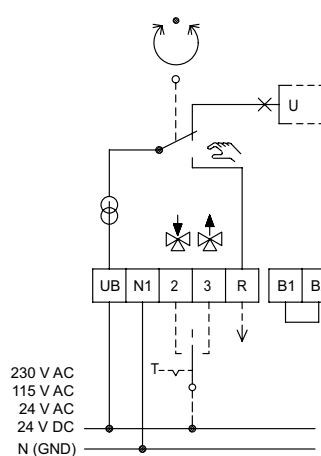 U
UB N1 2 3 R B1 B
T
230 V AC
115 V AC
24 V AC
24 V DC
N (GND)